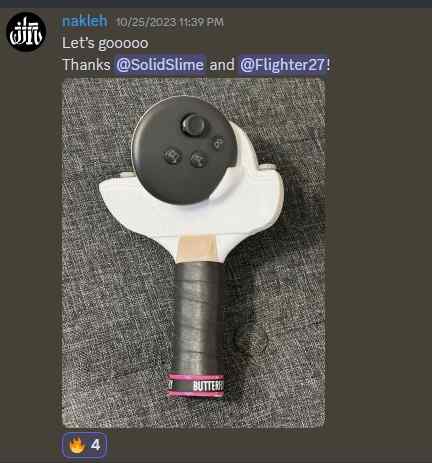 nakleh 10/25/2023 11:39 PM
Let's gooooo
Thanks @SolidSlime and @Flighter27!
BUTTERF
🔥 4